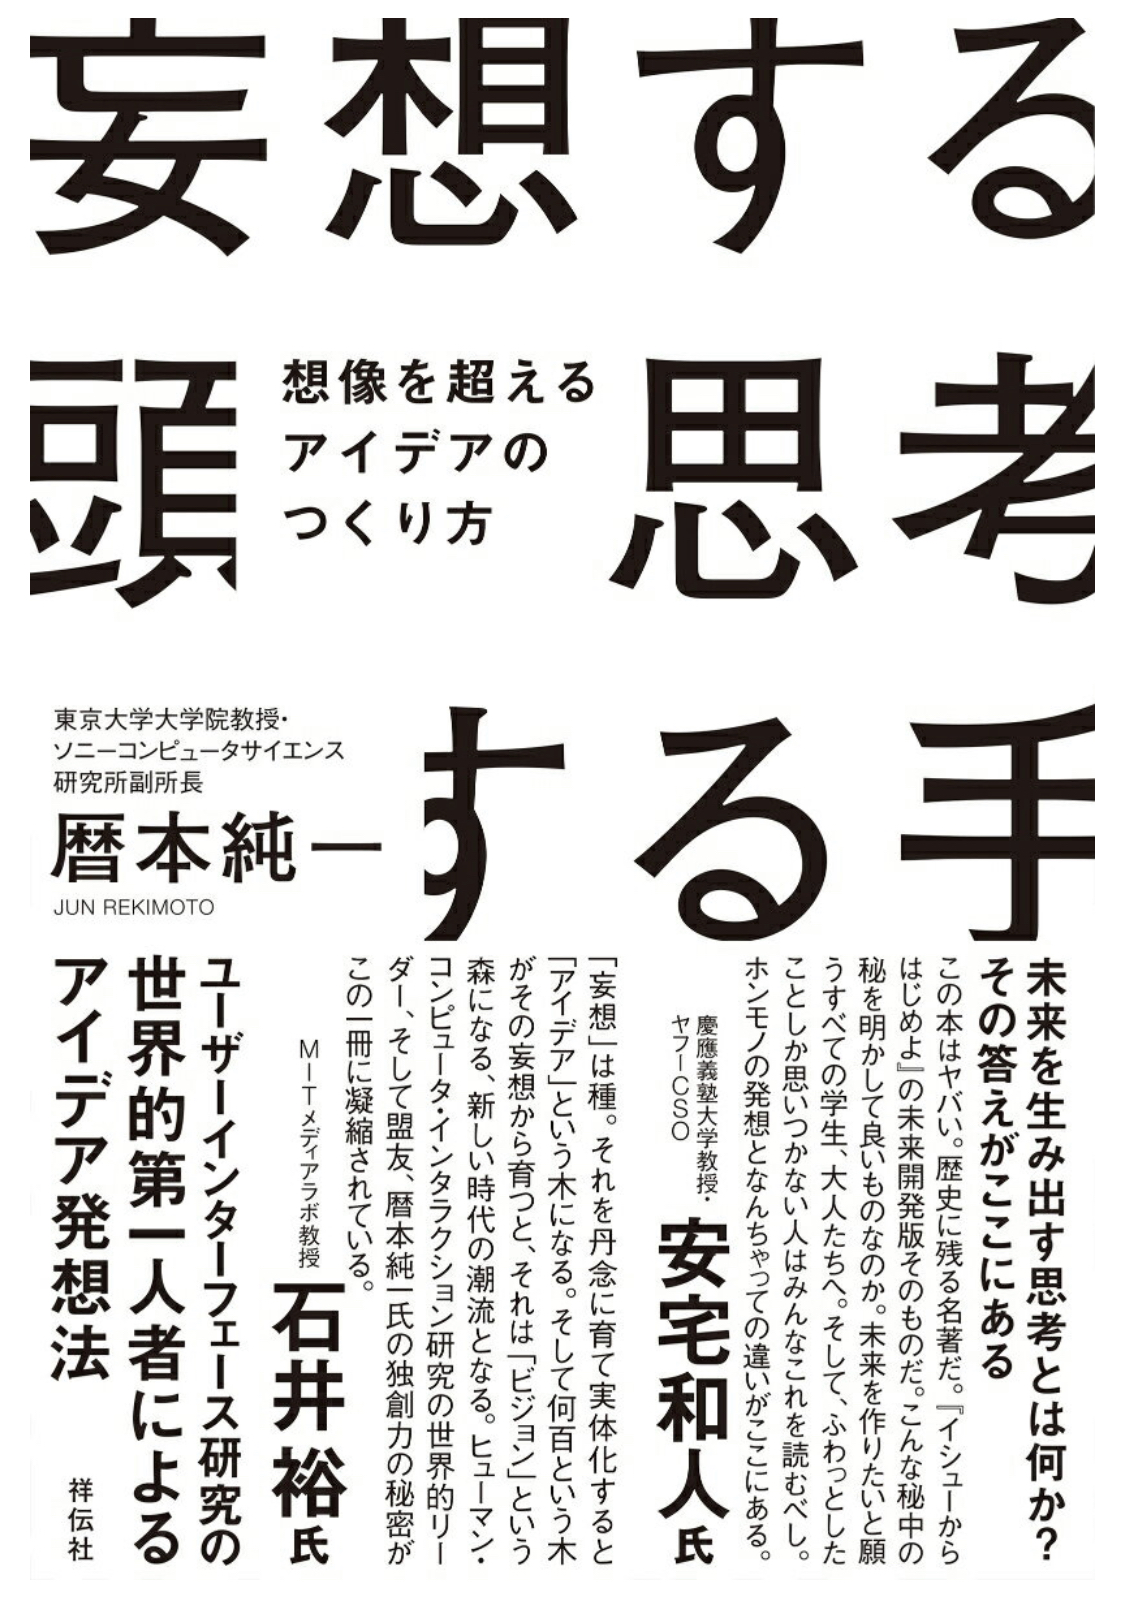 妄想する
頭
思考
する手
想像を超える
アイデアの
つくり方
東京大学大学院教授・
ソニーコンピュータサイエンス
研究所副所長
暦本純一
JUN REKIMOTO
未来を生み出す思考とは何か？
その答えがここにある
この本はヤバい。歴史に残る名著だ。『イシューから
はじめよ』の未来開発版そのものだ。こんな秘中の
秘を明かして良いものなのか。未来を作りたいと願
うすべての学生、大人たちへ。そして、ふわっとした
ことしか思いつかない人はみんなこれを読むべし。
ホンモノの発想となんちゃっての違いがここにある。
慶應義塾大学教授・
ヤフーCSO
安宅和人氏
「妄想」は種。それを丹念に育て実体化すると
「アイデア」という木になる。そして何百という木
がその妄想から育つと、それは「ビジョン」という
森になる、新しい時代の潮流となる。ヒューマン・
コンピュータ・インタラクション研究の世界的リー
ダー、そして盟友、暦本純一氏の独創力の秘密が
この一冊に凝縮されている。
MITメディアラボ教授
石井裕氏
ユーザーインターフェース研究の
世界的第一人者による
アイデア発想法
祥伝社